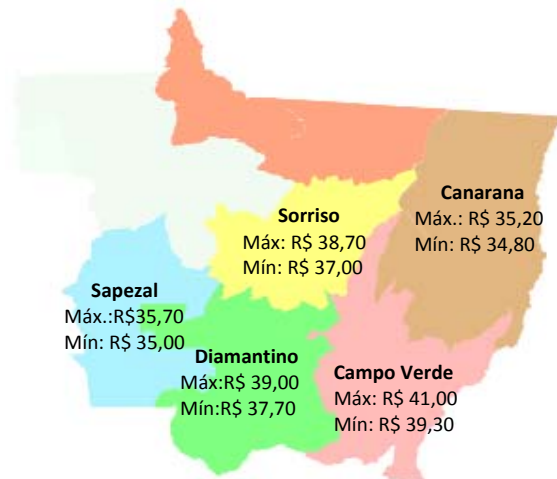 Canarana
Máx.: R$ 35,20
Mín: R$ 34,80
Sorriso
Máx: R$ 38,70
Mín: R$ 37,00
Sapezal
Máx.:R$35,70
Mín: R$ 35,00
Diamantino
Máx:R$ 39,00
Mín:R$ 37,70
Campo Verde
Máx: R$ 41,00
Mín: R$ 39,30